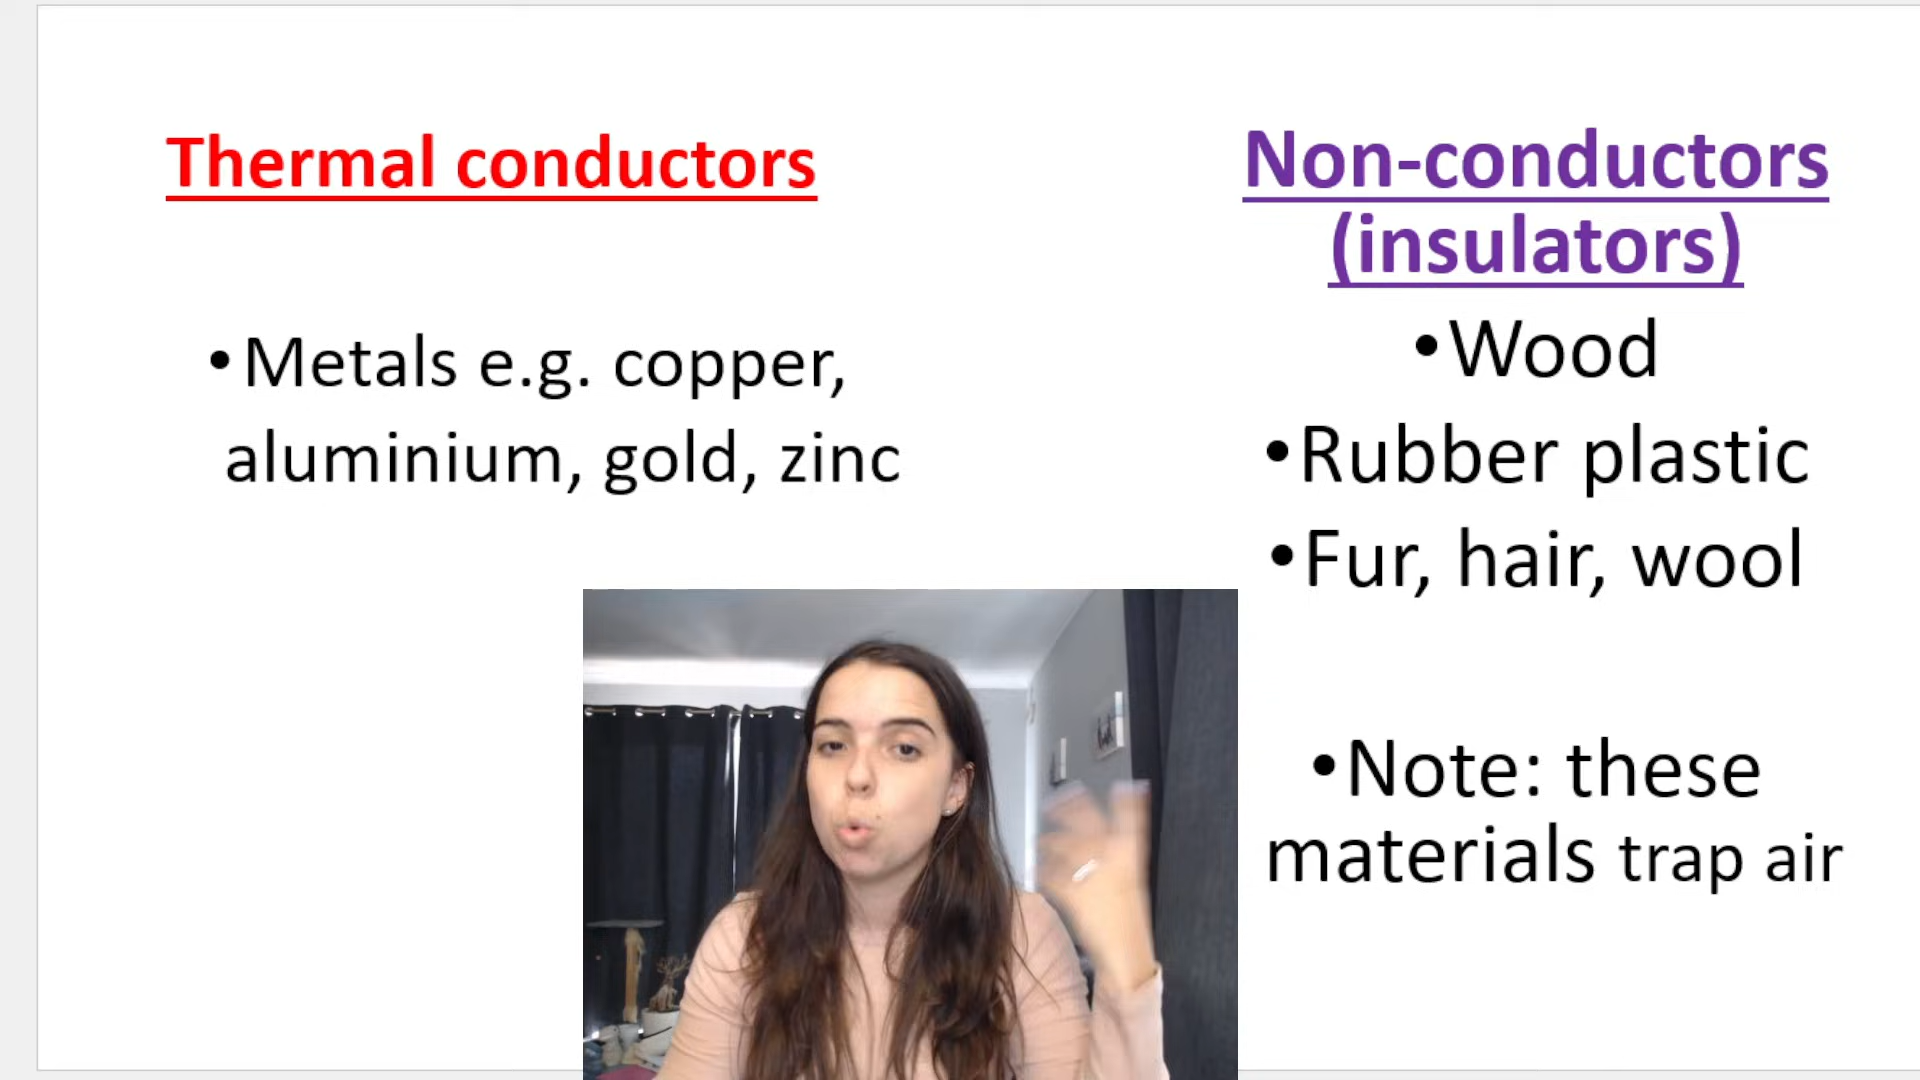 Thermal conductors
•Metals e.g. copper,
aluminium, gold, zinc
Non-conductors
(insulators)
•Wood
•Rubber plastic
•Fur, hair, wool
•Note: these
materials trap air